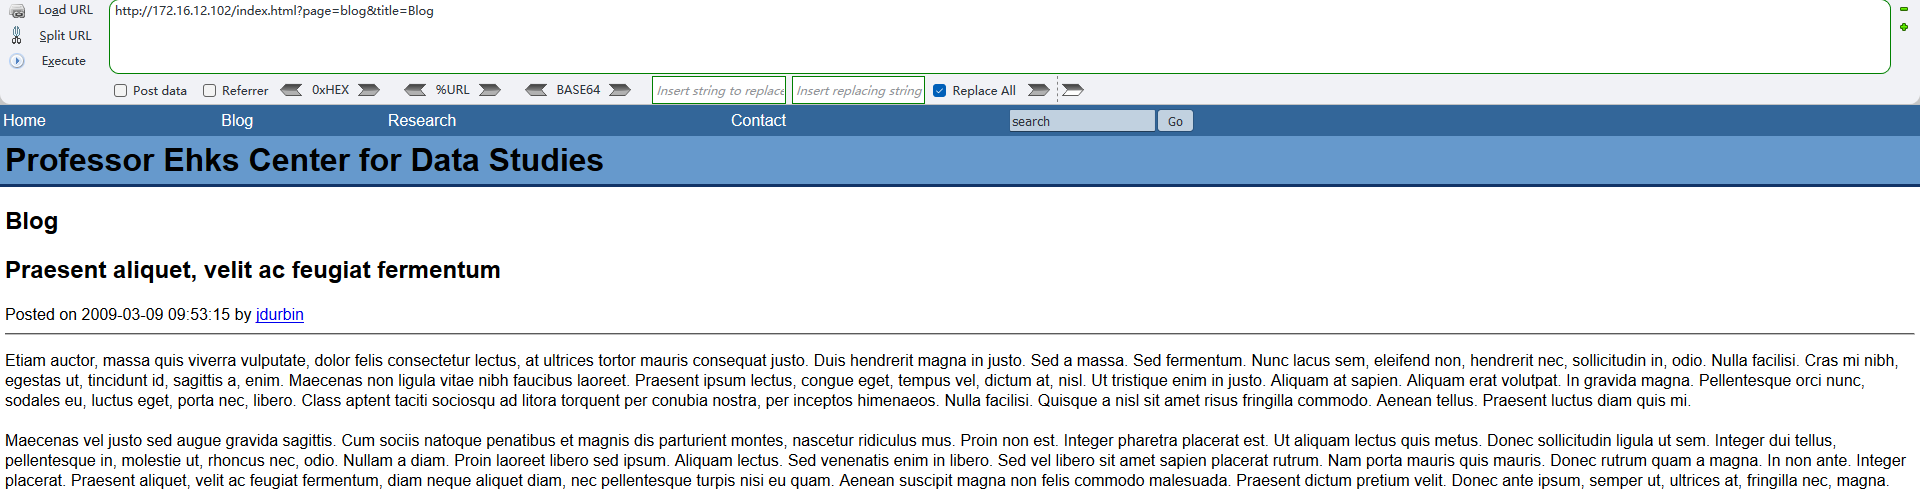 Load URL
http://172.16.12.102/index.html?page=blog&title=Blog
Split URL
Execute
Post data Referrer 0xHEX %URL BASE64 Insert string to replace Insert replacing string Replace All
Home Blog Research Contact search Go
Professor Ehks Center for Data Studies
Blog
Praesent aliquet, velit ac feugiat fermentum
Posted on 2009-03-09 09:53:15 by jdurbin
Etiam auctor, massa quis viverra vulputate, dolor felis consectetur lectus, at ultrices tortor mauris consequat justo. Duis hendrerit magna in justo. Sed a massa. Sed fermentum. Nunc lacus sem, eleifend non, hendrerit nec, sollicitudin in, odio. Nulla facilisi. Cras mi nibh,
egestas ut, tincidunt id, sagittis a, enim. Maecenas non ligula vitae nibh faucibus laoreet. Praesent ipsum lectus, congue eget, tempus vel, dictum at, nisl. Ut tristique enim in justo. Aliquam at sapien. Aliquam erat volutpat. In gravida magna. Pellentesque orci nunc,
sodales eu, luctus eget, porta nec, libero. Class aptent taciti sociosqu ad litora torquent per conubia nostra, per inceptos himenaeos. Nulla facilisi. Quisque a nisl sit amet risus fringilla commodo. Aenean tellus. Praesent luctus diam quis mi.
Maecenas vel justo sed augue gravida sagittis. Cum sociis natoque penatibus et magnis dis parturient montes, nascetur ridiculus mus. Proin non est. Integer pharetra placerat est. Ut aliquam lectus quis metus. Donec sollicitudin ligula ut sem. Integer dui tellus,
pellentesque in, molestie ut, rhoncus nec, odio. Nullam a diam. Proin laoreet libero sed ipsum. Aliquam lectus. Sed venenatis enim in libero. Sed vel libero sit amet sapien placerat rutrum. Nam porta mauris quis mauris. Donec rutrum quam a magna. In non ante. Integer
placerat. Praesent aliquet, velit ac feugiat fermentum, diam neque aliquet diam, nec pellentesque turpis nisi eu quam. Aenean suscipit magna non felis commodo malesuada. Praesent dictum pretium velit. Donec ante ipsum, semper ut, ultrices at, fringilla nec, magna.